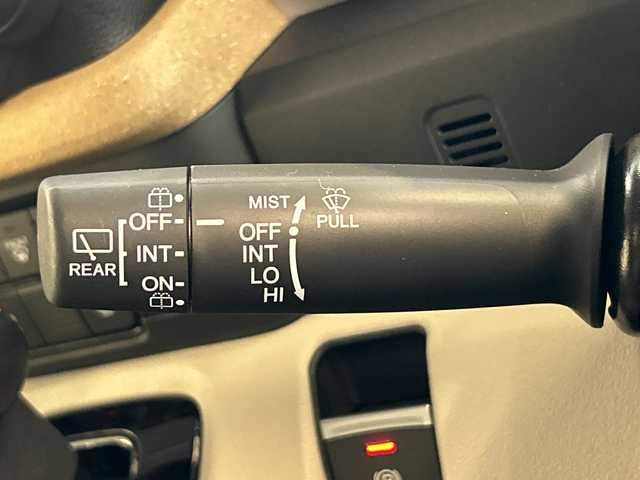 REAR
OFF
INT
ON
MIST
OFF
INT
LO
HI
PULL